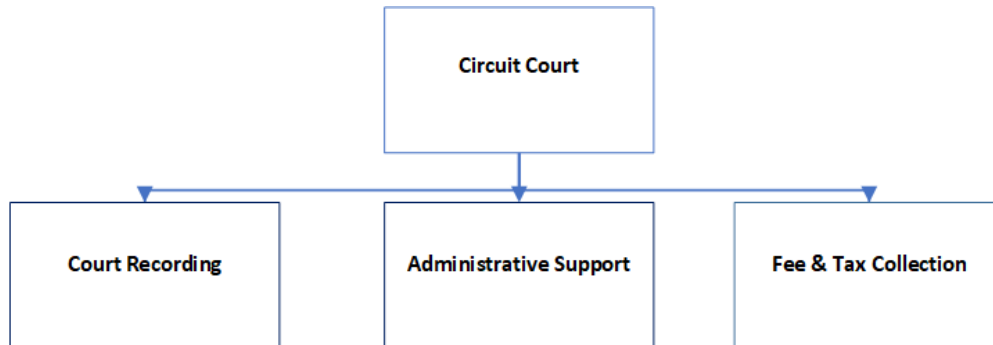 Circuit Court
Court Recording
Administrative Support
Fee & Tax Collection